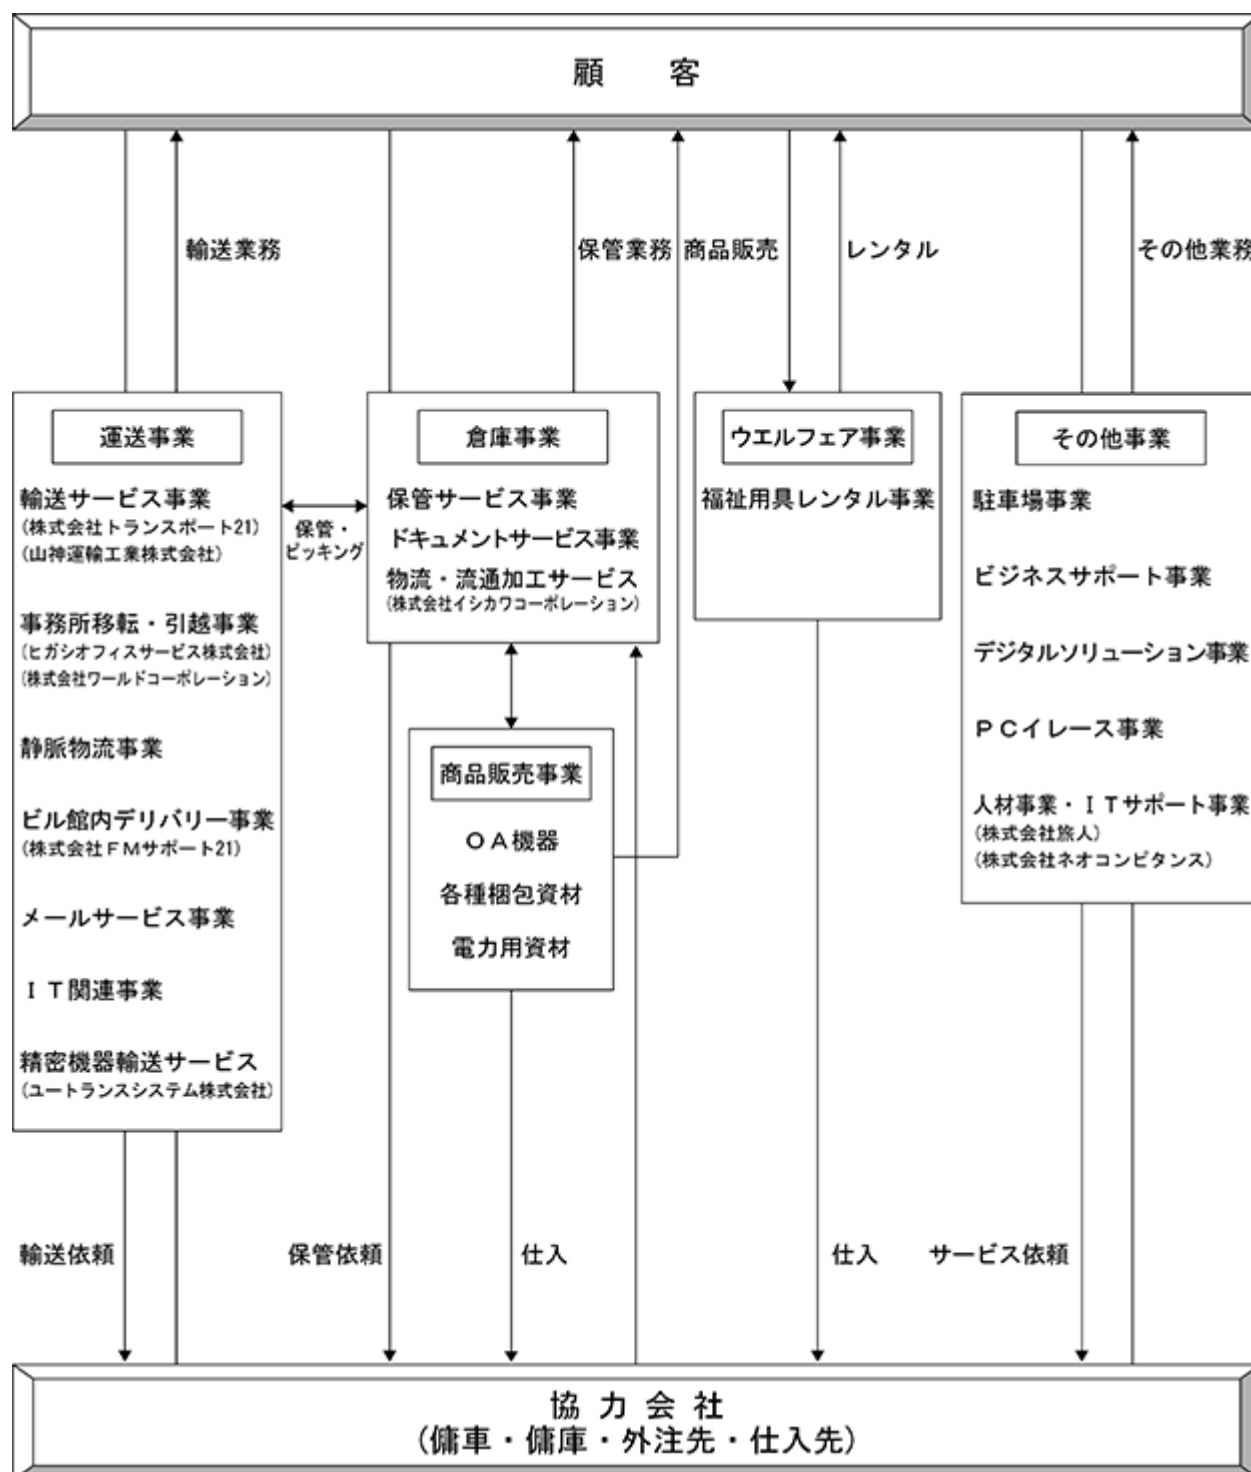 顧　客
輸送業務
保管業務
商品販売
レンタル
その他業務
運送事業
輸送サービス事業
(株式会社トランスポート21)
(山神運輸工業株式会社)
事務所移転・引越事業
(ヒガシオフィスサービス株式会社)
(株式会社ワールドコーポレーション)
静脈物流事業
ビル館内デリバリー事業
(株式会社FMサポート21)
メールサービス事業
IT関連事業
精密機器輸送サービス
(ユートランスシステム株式会社)
保管・
ピッキング
倉庫事業
保管サービス事業
ドキュメントサービス事業
物流・流通加工サービス
(株式会社イシカワコーポレーション)
商品販売事業
OA機器
各種梱包資材
電力用資材
ウエルフェア事業
福祉用具レンタル事業
その他事業
駐車場事業
ビジネスサポート事業
デジタルソリューション事業
PCイレース事業
人材事業・ITサポート事業
(株式会社旅人)
(株式会社ネオコンピタンス)
輸送依頼
保管依頼
仕入
仕入
サービス依頼
協力会社
(傭車・傭庫・外注先・仕入先)